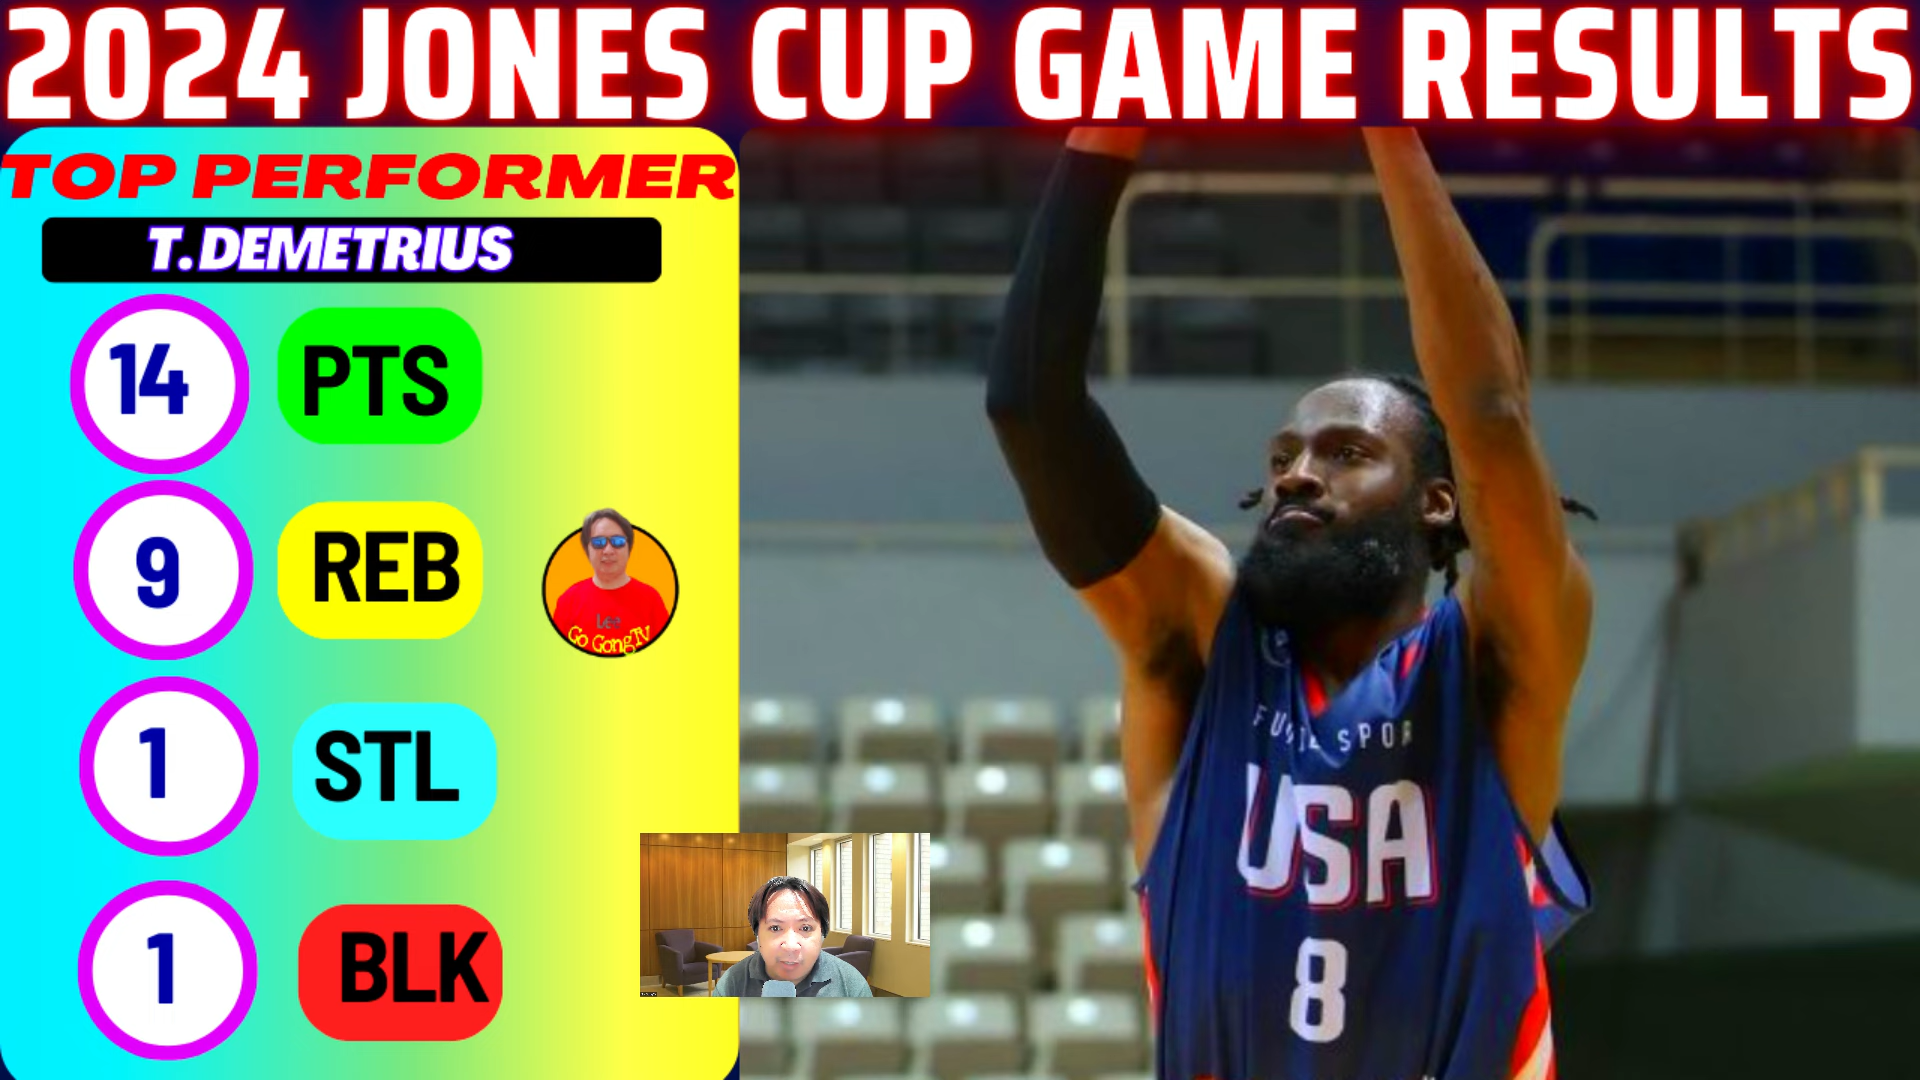 2024 JONES CUP GAME RESULTS
TOP PERFORMER
T. DEMETRIUS
14 PTS
9 REB
Lee
Go GongTV
1 STL
1 BLK
USA
8